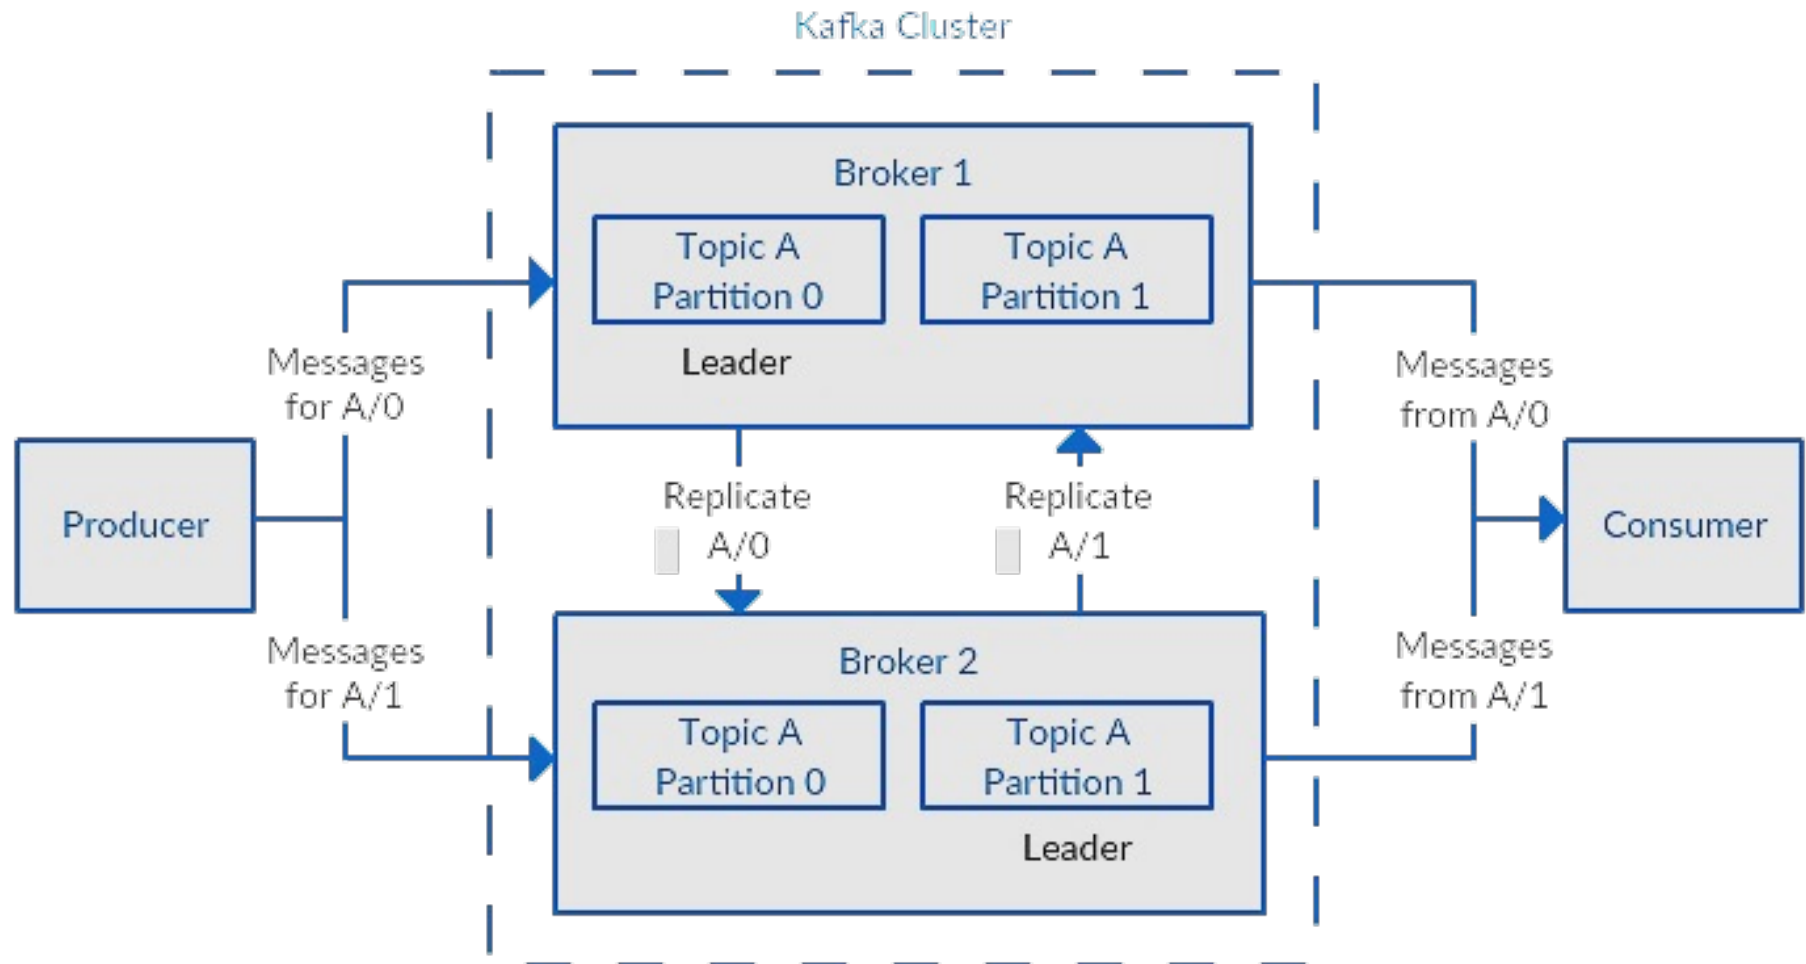 Kafka Cluster
Broker 1
Topic A
Partition 0
Topic A
Partition 1
Leader
Messages
for A/0
Messages
from A/0
Producer
Replicate
A/0
Replicate
A/1
Consumer
Messages
for A/1
Messages
from A/1
Broker 2
Topic A
Partition 0
Topic A
Partition 1
Leader